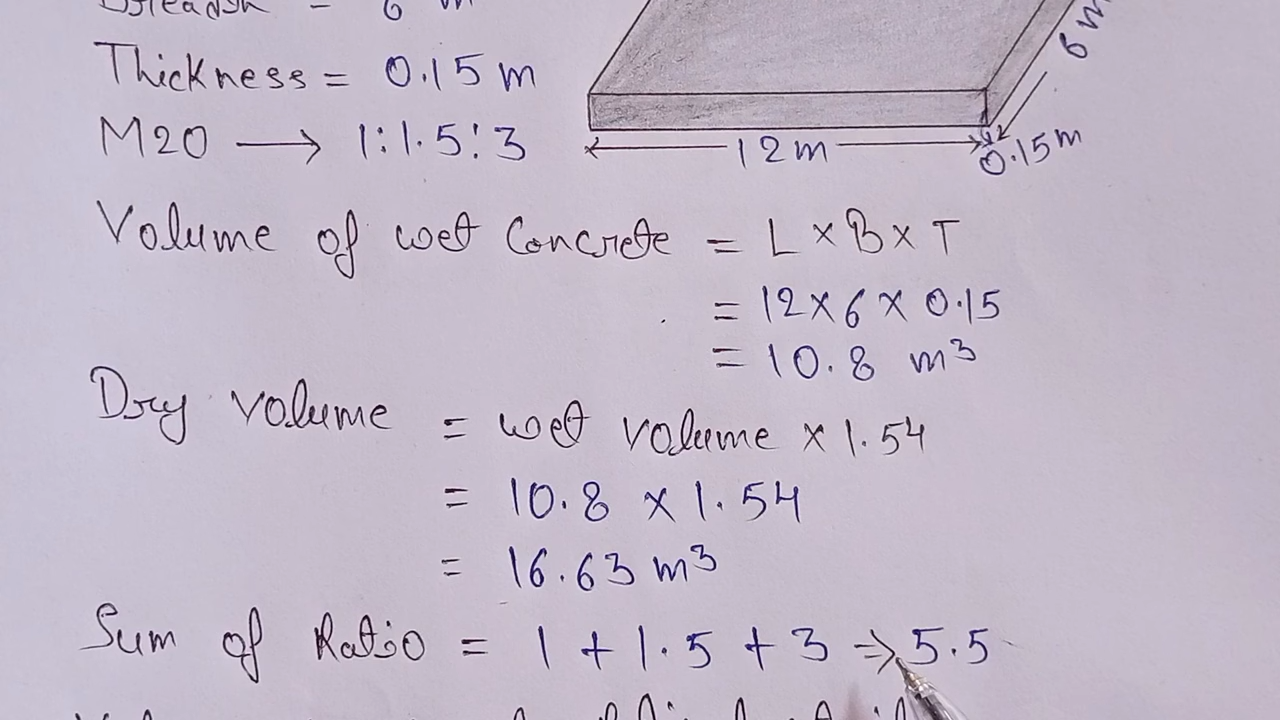 Breadth = 6 m
Thickness = 0.15 m
M20 → 1:1.5:3
6 m
12 m
0.15 m
Volume of wet Concrete = L × B × T
= 12 × 6 × 0.15
= 10.8 m³
Dry volume = wet volume × 1.54
= 10.8 × 1.54
= 16.63 m³
Sum of Ratio = 1 + 1.5 + 3 ⇒ 5.5